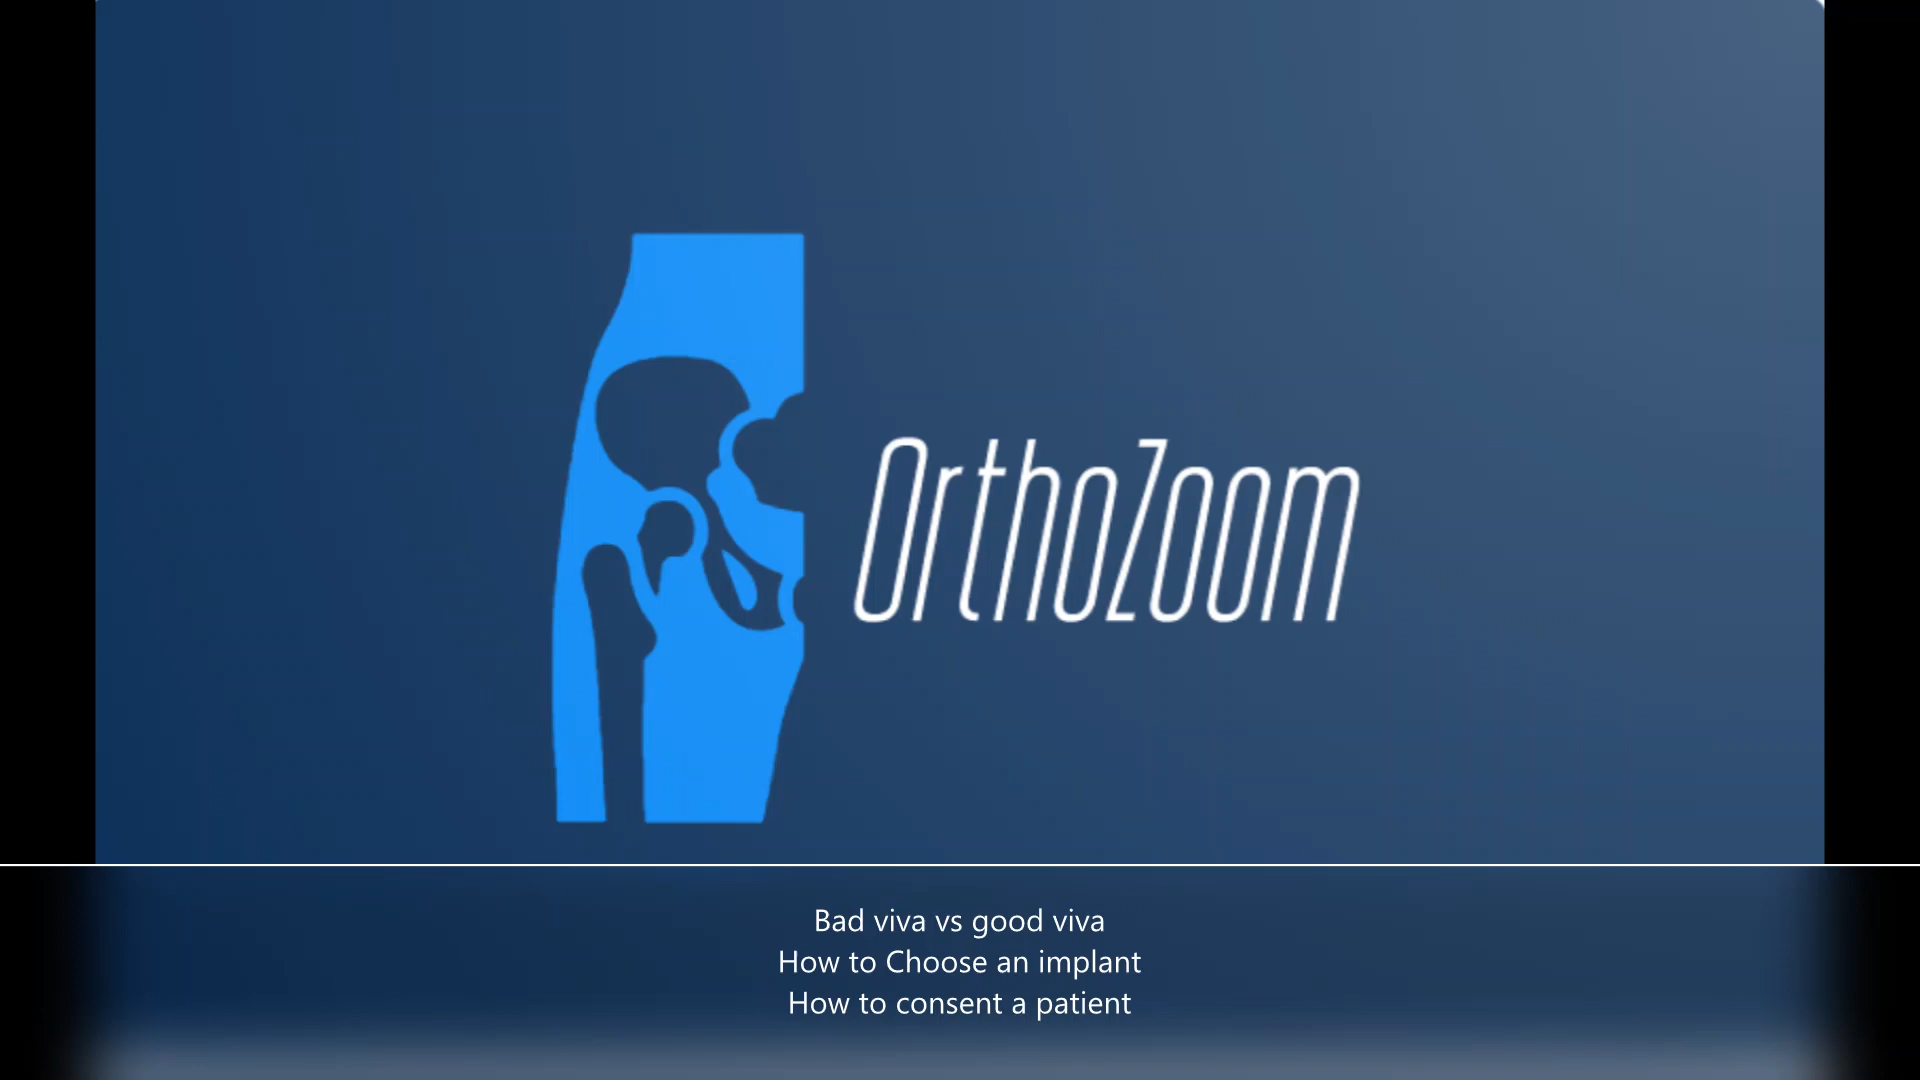 OrthoZoom
Bad viva vs good viva
How to Choose an implant
How to consent a patient